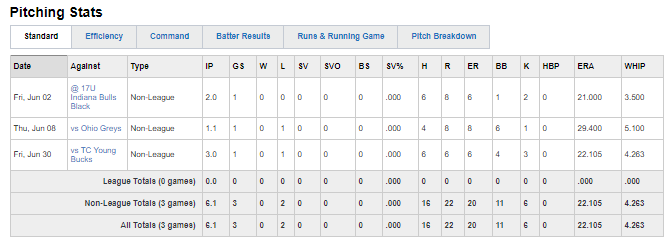 Pitching Stats
Standard Efficiency Command Batter Results Runs & Running Game Pitch Breakdown
Date Against Type IP GS W L SV SVO BS SV% H R ER BB K HBP ERA WHIP
Fri, Jun 02 @ 17U Indiana Bulls Black Non-League 2.0 1 0 0 0 0 0 .000 6 8 6 1 2 0 21.000 3.500
Thu, Jun 08 vs Ohio Greys Non-League 1.1 1 0 1 0 0 0 .000 4 8 8 6 1 0 29.400 5.100
Fri, Jun 30 vs TC Young Bucks Non-League 3.0 1 0 1 0 0 0 .000 6 6 6 4 3 0 22.105 4.263
League Totals (0 games) 0.0 0 0 0 0 0 0 .000 0 0 0 0 0 0 .000 .000
Non-League Totals (3 games) 6.1 3 0 2 0 0 0 .000 16 22 20 11 6 0 22.105 4.263
All Totals (3 games) 6.1 3 0 2 0 0 0 .000 16 22 20 11 6 0 22.105 4.263